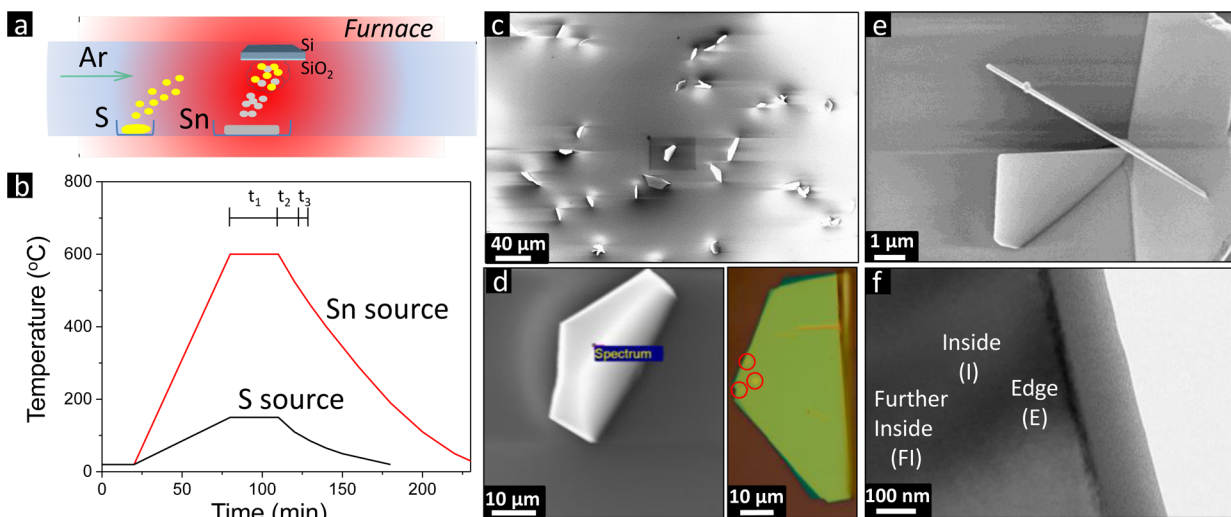 a
Furnace
Ar
Si
SiO₂
S
Sn
b
800
600
400
200
0
t₁ t₂ t₃
Sn source
S source
Temperature (°C)
0 50 100 150 200
Time (min)
c
40 µm
d
Spectrum
10 µm
10 µm
e
1 µm
f
Inside
(I)
Further
Inside
(FI)
Edge
(E)
100 nm